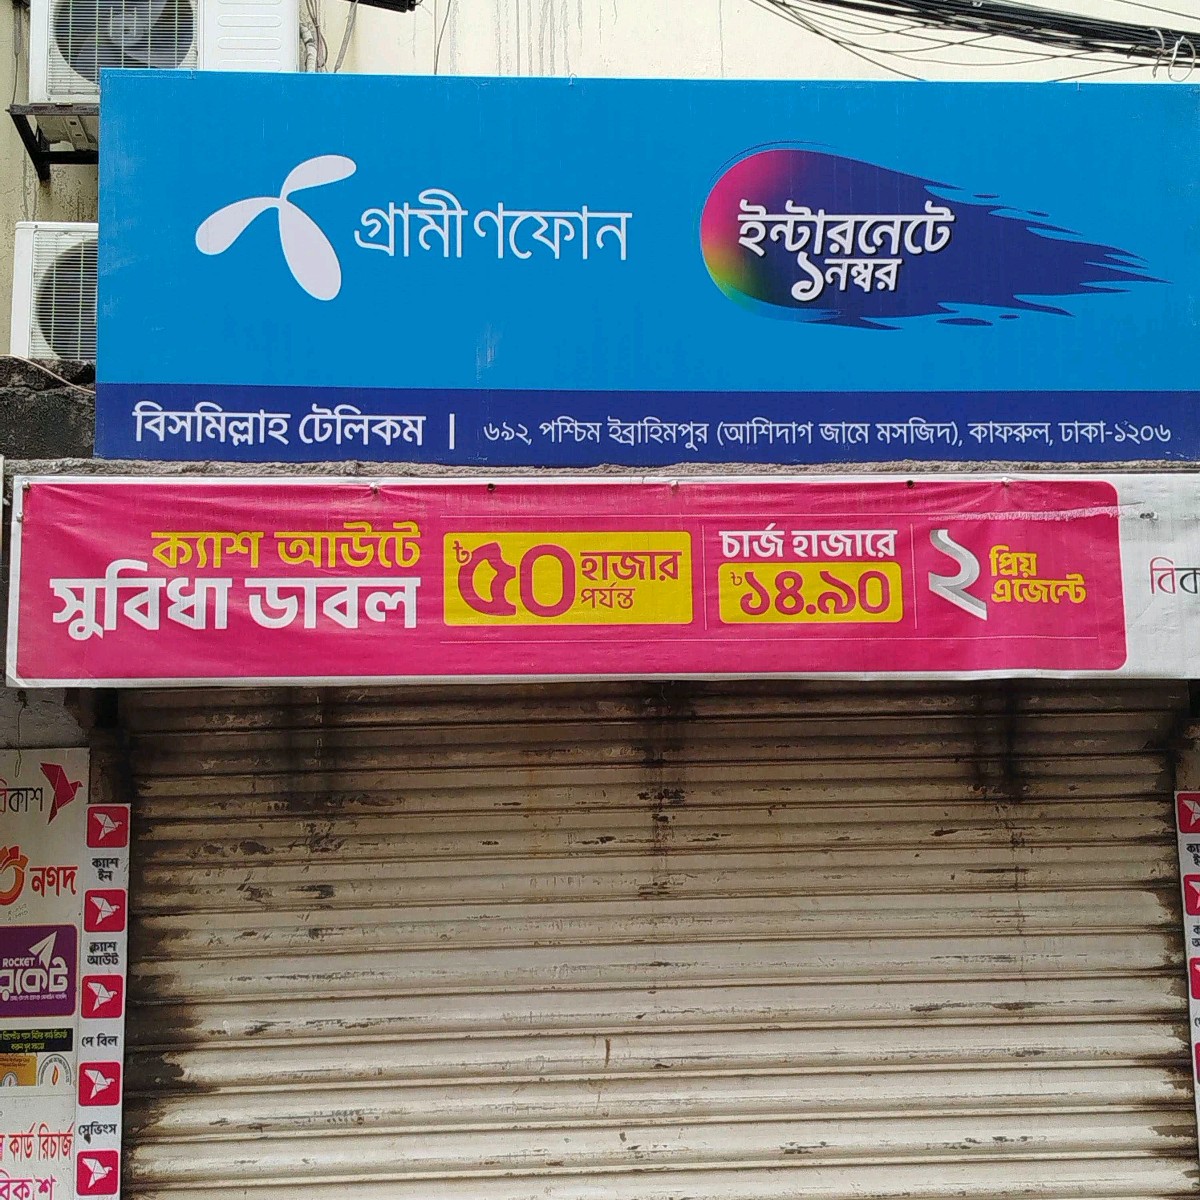 গ্রামীণফোন
ইন্টারনেটে
১নম্বর
বিসমিল্লাহ টেলিকম | ৬৯২, পশ্চিম ইব্রাহিমপুর (আশিদাগ জামে মসজিদ), কাফরুল, ঢাকা-১২০৬
ক্যাশ আউটে
সুবিধা ডাবল
৳৫০ হাজার
পর্যন্ত
চার্জ হাজারে
৳১৪.৯০
২ প্রিয়
এজেন্টে
বিকাশ
নগদ
ROCKET
রকেট
কার্ড রিচার্জ
বিকাশ
ক্যাশ
ইন
ক্যাশ
আউট
পে বিল
সেভিংস